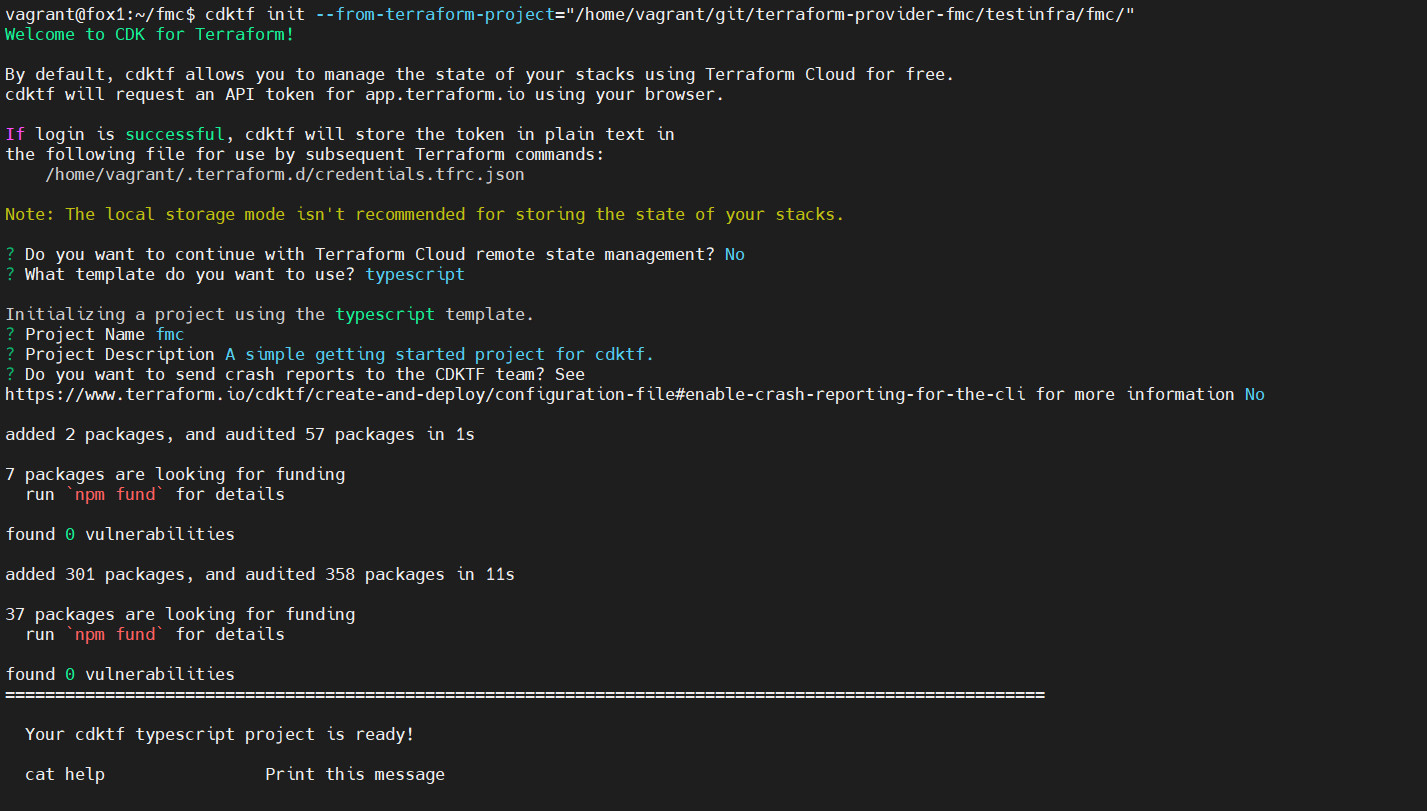 vagrant@fox1:~/fmc$ cdktf init --from-terraform-project="/home/vagrant/git/terraform-provider-fmc/testinfra/fmc/"
Welcome to CDK for Terraform!
By default, cdktf allows you to manage the state of your stacks using Terraform Cloud for free.
cdktf will request an API token for app.terraform.io using your browser.
If login is successful, cdktf will store the token in plain text in
the following file for use by subsequent Terraform commands:
/home/vagrant/.terraform.d/credentials.tfrc.json
Note: The local storage mode isn't recommended for storing the state of your stacks.
? Do you want to continue with Terraform Cloud remote state management? No
? What template do you want to use? typescript
Initializing a project using the typescript template.
? Project Name fmc
? Project Description A simple getting started project for cdktf.
? Do you want to send crash reports to the CDKTF team? See
https://www.terraform.io/cdktf/create-and-deploy/configuration-file#enable-crash-reporting-for-the-cli for more information No
added 2 packages, and audited 57 packages in 1s
7 packages are looking for funding
run `npm fund` for details
found 0 vulnerabilities
added 301 packages, and audited 358 packages in 11s
37 packages are looking for funding
run `npm fund` for details
found 0 vulnerabilities
========================================================================================================
Your cdktf typescript project is ready!
cat help                Print this message